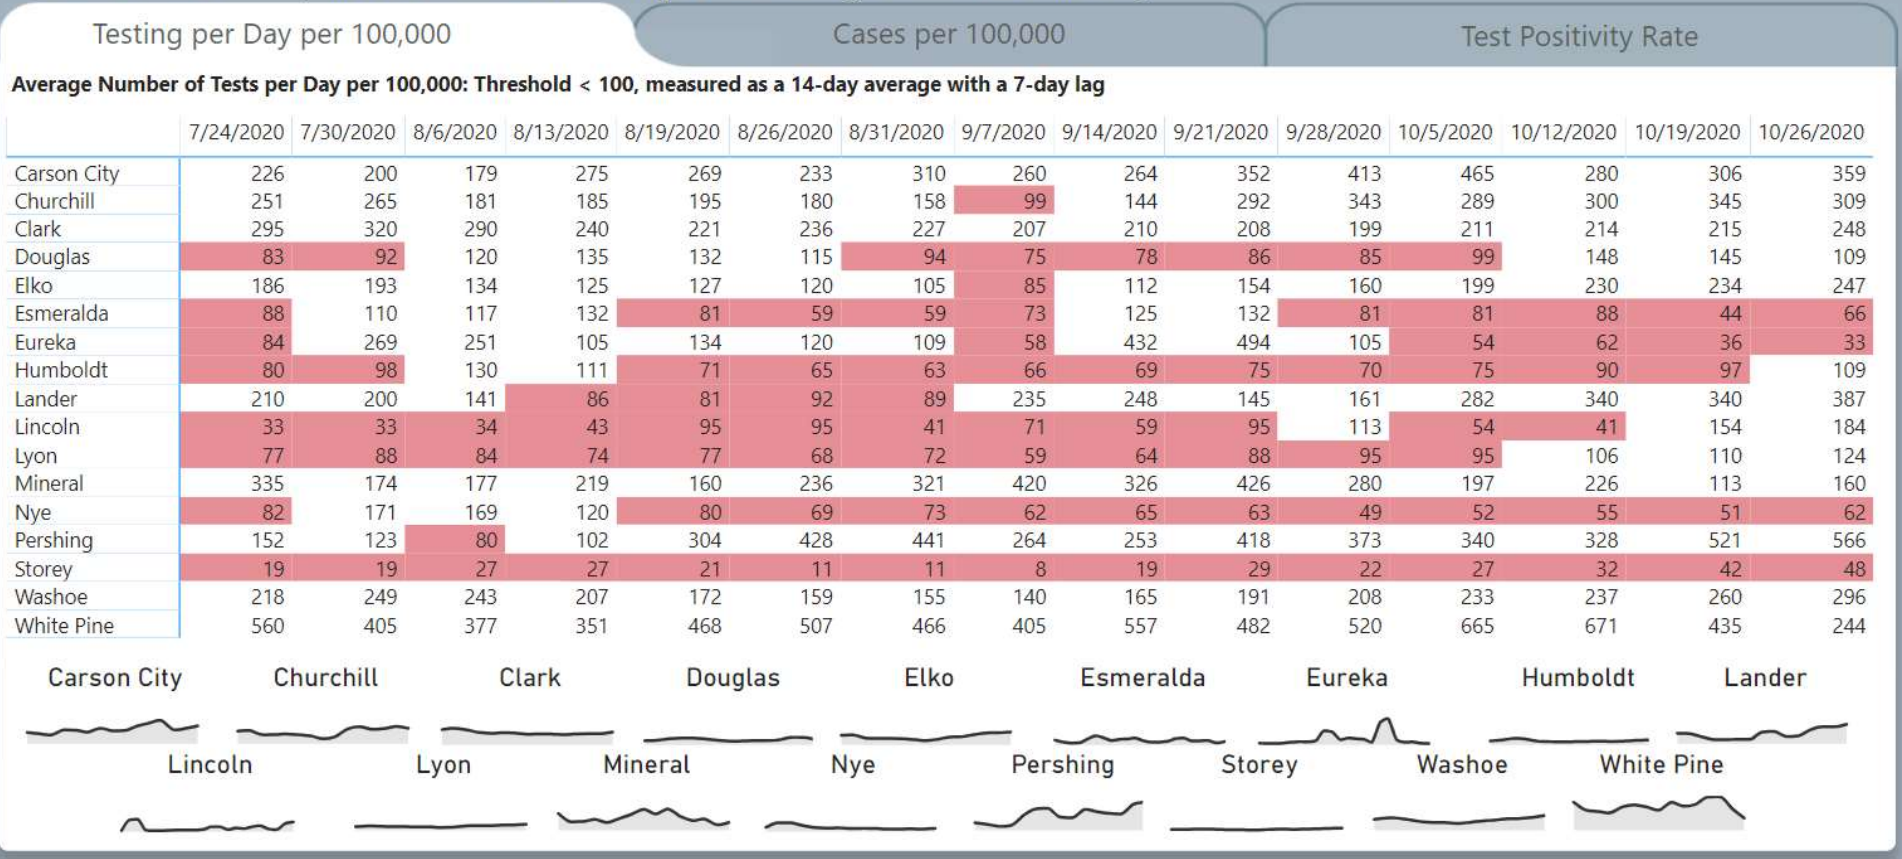 Testing per Day per 100,000 Cases per 100,000 Test Positivity Rate
Average Number of Tests per Day per 100,000: Threshold < 100, measured as a 14-day average with a 7-day lag
7/24/2020 7/30/2020 8/6/2020 8/13/2020 8/19/2020 8/26/2020 8/31/2020 9/7/2020 9/14/2020 9/21/2020 9/28/2020 10/5/2020 10/12/2020 10/19/2020 10/26/2020
Carson City 226 200 179 275 269 233 310 260 264 352 413 465 280 306 359
Churchill 251 265 181 185 195 180 158 99 144 292 343 289 300 345 309
Clark 295 320 290 240 221 236 227 207 210 208 199 211 214 215 248
Douglas 83 92 120 135 132 115 94 75 78 86 85 99 148 145 109
Elko 186 193 134 125 127 120 105 85 112 154 160 199 230 234 247
Esmeralda 88 110 117 132 81 59 59 73 125 132 81 81 88 44 66
Eureka 84 269 251 105 134 120 109 58 432 494 105 54 62 36 33
Humboldt 80 98 130 111 71 65 63 66 69 75 70 75 90 97 109
Lander 210 200 141 86 81 92 89 235 248 145 161 282 340 340 387
Lincoln 33 33 34 43 95 95 41 71 59 95 113 54 41 154 184
Lyon 77 88 84 74 77 68 72 59 64 88 95 95 106 110 124
Mineral 335 174 177 219 160 236 321 420 326 426 280 197 226 113 160
Nye 82 171 169 120 80 69 73 62 65 63 49 52 55 51 62
Pershing 152 123 80 102 304 428 441 264 253 418 373 340 328 521 566
Storey 19 19 27 27 21 11 11 8 19 29 22 27 32 42 48
Washoe 218 249 243 207 172 159 155 140 165 191 208 233 237 260 296
White Pine 560 405 377 351 468 507 466 405 557 482 520 665 671 435 244
Carson City Churchill Clark Douglas Elko Esmeralda Eureka Humboldt Lander
Lincoln Lyon Mineral Nye Pershing Storey Washoe White Pine